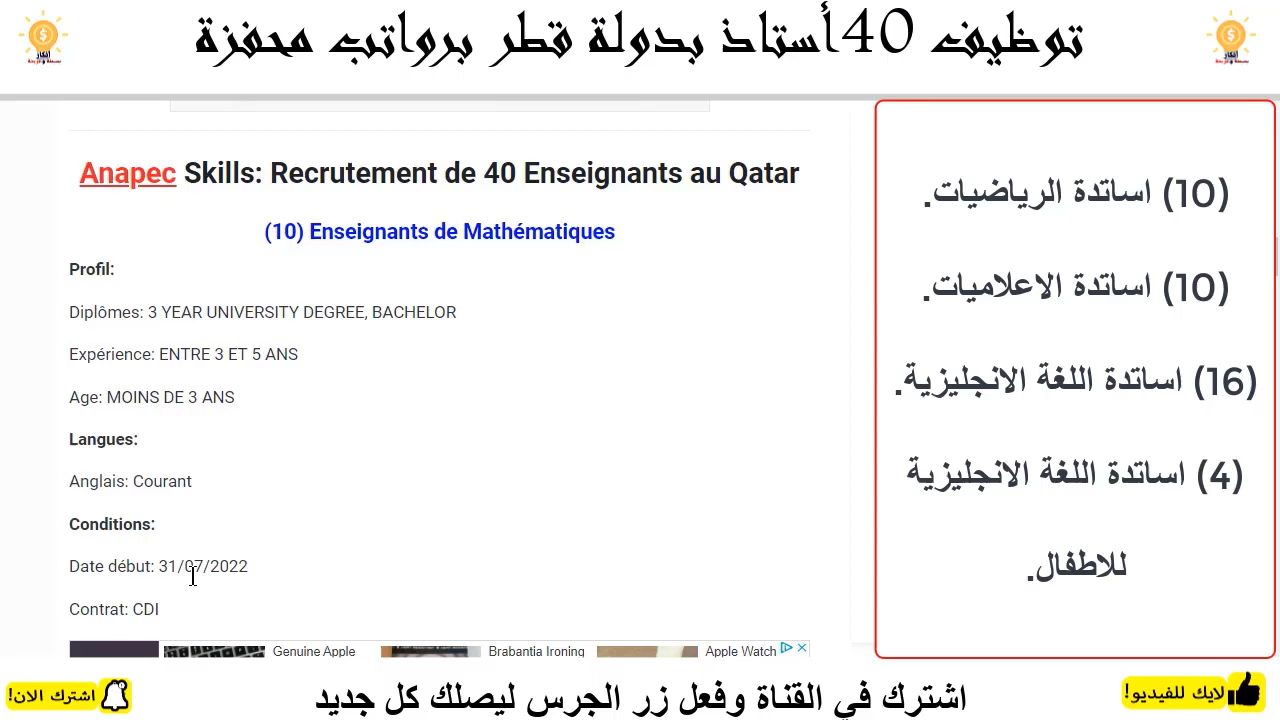 توظيف 40أستاذ بدولة قطر برواتب محفزة
Anapec Skills: Recrutement de 40 Enseignants au Qatar
(10) Enseignants de Mathématiques
Profil:
Diplômes: 3 YEAR UNIVERSITY DEGREE, BACHELOR
Expérience: ENTRE 3 ET 5 ANS
Age: MOINS DE 3 ANS
Langues:
Anglais: Courant
Conditions:
Date début: 31/07/2022
Contrat: CDI
Genuine Apple
Brabantia Ironing
Apple Watch
(10) اساتدة الرياضيات.
(10) اساتدة الاعلاميات.
(16) اساتدة اللغة الانجليزية.
(4) اساتدة اللغة الانجليزية
للاطفال.
اشترك الان!
اشترك في القناة وفعل زر الجرس ليصلك كل جديد
لايك للفيديو!